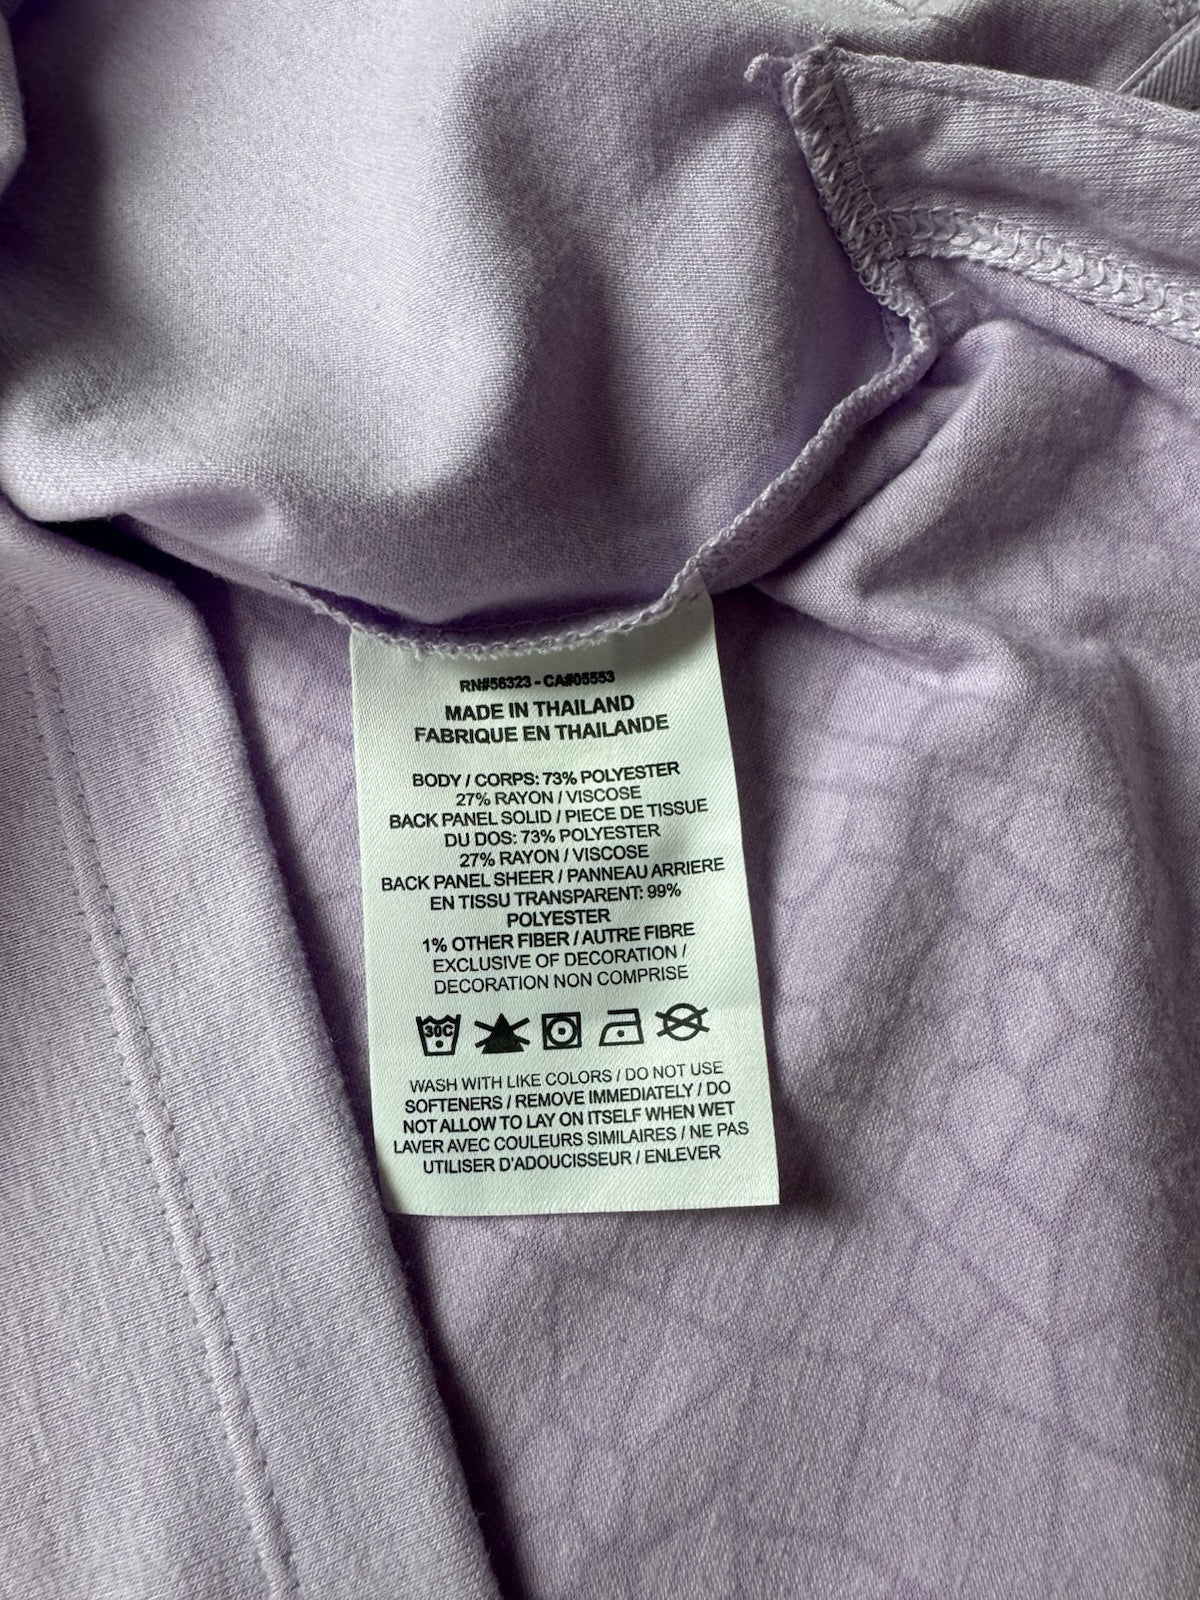 RN#56323 - CA#05553
MADE IN THAILAND
FABRIQUE EN THAILANDE
BODY / CORPS: 73% POLYESTER
27% RAYON / VISCOSE
BACK PANEL SOLID / PIECE DE TISSUE
DU DOS: 73% POLYESTER
27% RAYON / VISCOSE
BACK PANEL SHEER / PANNEAU ARRIERE
EN TISSU TRANSPARENT: 99%
POLYESTER
1% OTHER FIBER / AUTRE FIBRE
EXCLUSIVE OF DECORATION /
DECORATION NON COMPRISE
30C
WASH WITH LIKE COLORS / DO NOT USE
SOFTENERS / REMOVE IMMEDIATELY / DO
NOT ALLOW TO LAY ON ITSELF WHEN WET
LAVER AVEC COULEURS SIMILAIRES / NE PAS
UTILISER D'ADOUCISSEUR / ENLEVER